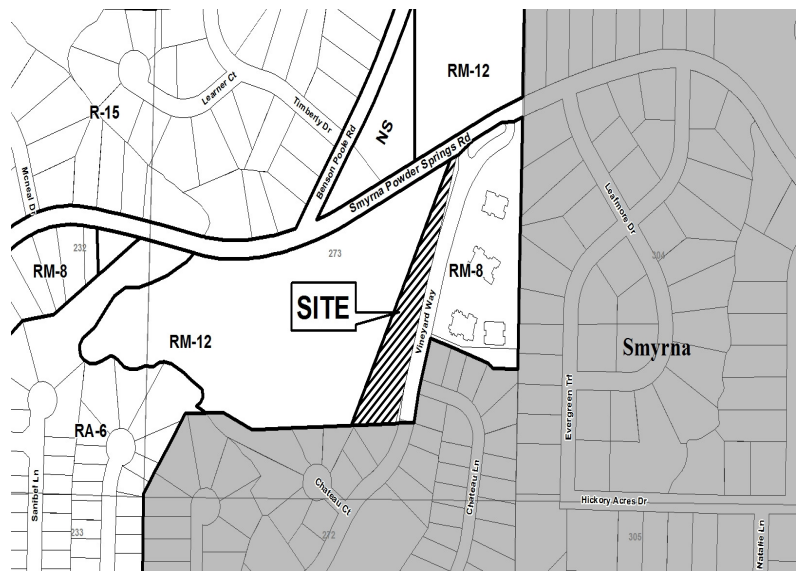 RM-12
Learner Ct
R-15
Timberly Dr
NS
Benson Poole Rd
Smyrna Powder Springs Rd
Mcneal Dr
Leafmore Dr
232
273
304
RM-8
RM-8
SITE
Vineyard Way
RM-12
Smyrna
Evergreen Trl
RA-6
Sanibel Ln
Chateau Ln
Chateau Ct
Hickory Acres Dr
233
272
305
Natalie Ln